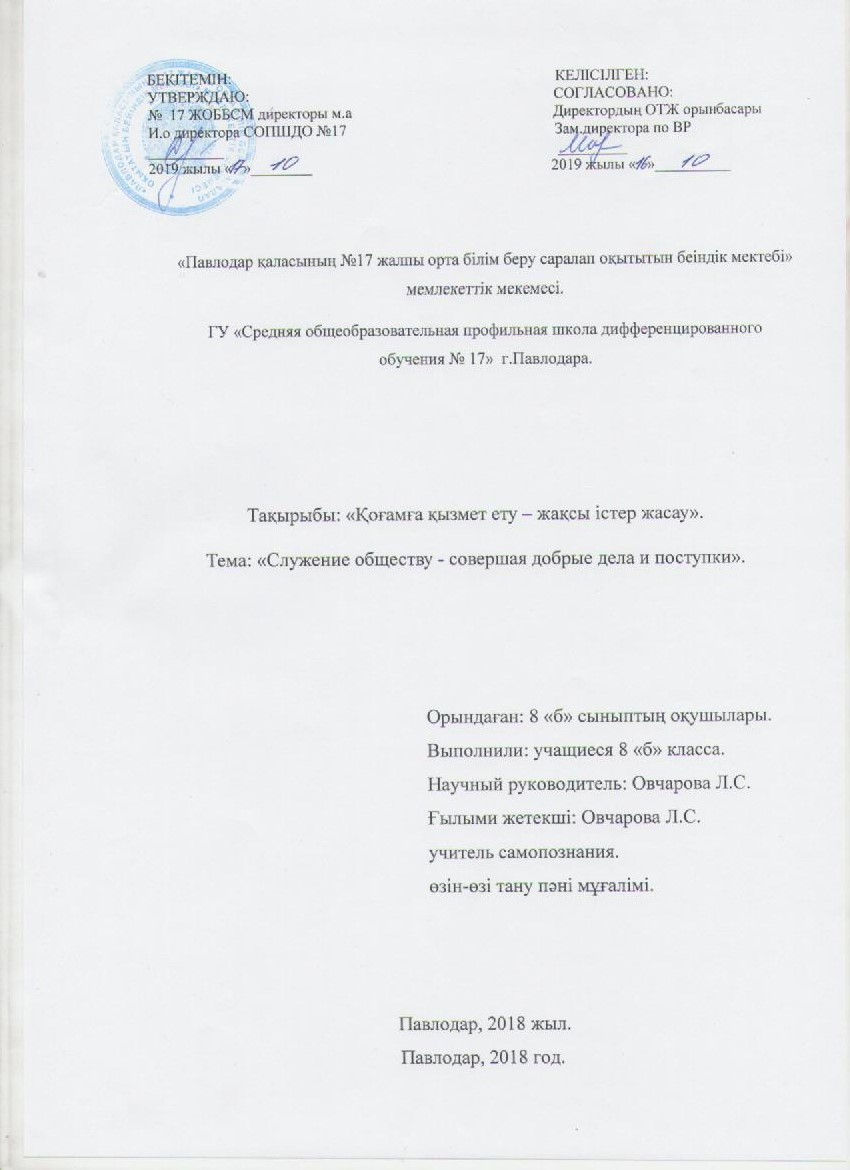 БЕКІТЕМІН:
УТВЕРЖДАЮ:
№ 17 ЖОББСМ директоры м.а
И.о директора СОПШДО №17
2019 жылы «17» 10
КЕЛІСІЛГЕН:
СОГЛАСОВАНО:
Директордың ОТЖ орынбасары
Зам.директора по ВР
2019 жылы «16» 10
«Павлодар қаласының №17 жалпы орта білім беру саралап оқытытын беіндік мектебі»
мемлекеттік мекемесі.
ГУ «Средняя общеобразовательная профильная школа дифференцированного
обучения № 17» г.Павлодара.
Тақырыбы: «Қоғамға қызмет ету – жақсы істер жасау».
Тема: «Служение обществу - совершая добрые дела и поступки».
Орындаған: 8 «б» сыныптың оқушылары.
Выполнили: учащиеся 8 «б» класса.
Научный руководитель: Овчарова Л.С.
Ғылыми жетекші: Овчарова Л.С.
учитель самопознания.
өзін-өзі тану пәні мұғалімі.
Павлодар, 2018 жыл.
Павлодар, 2018 год.